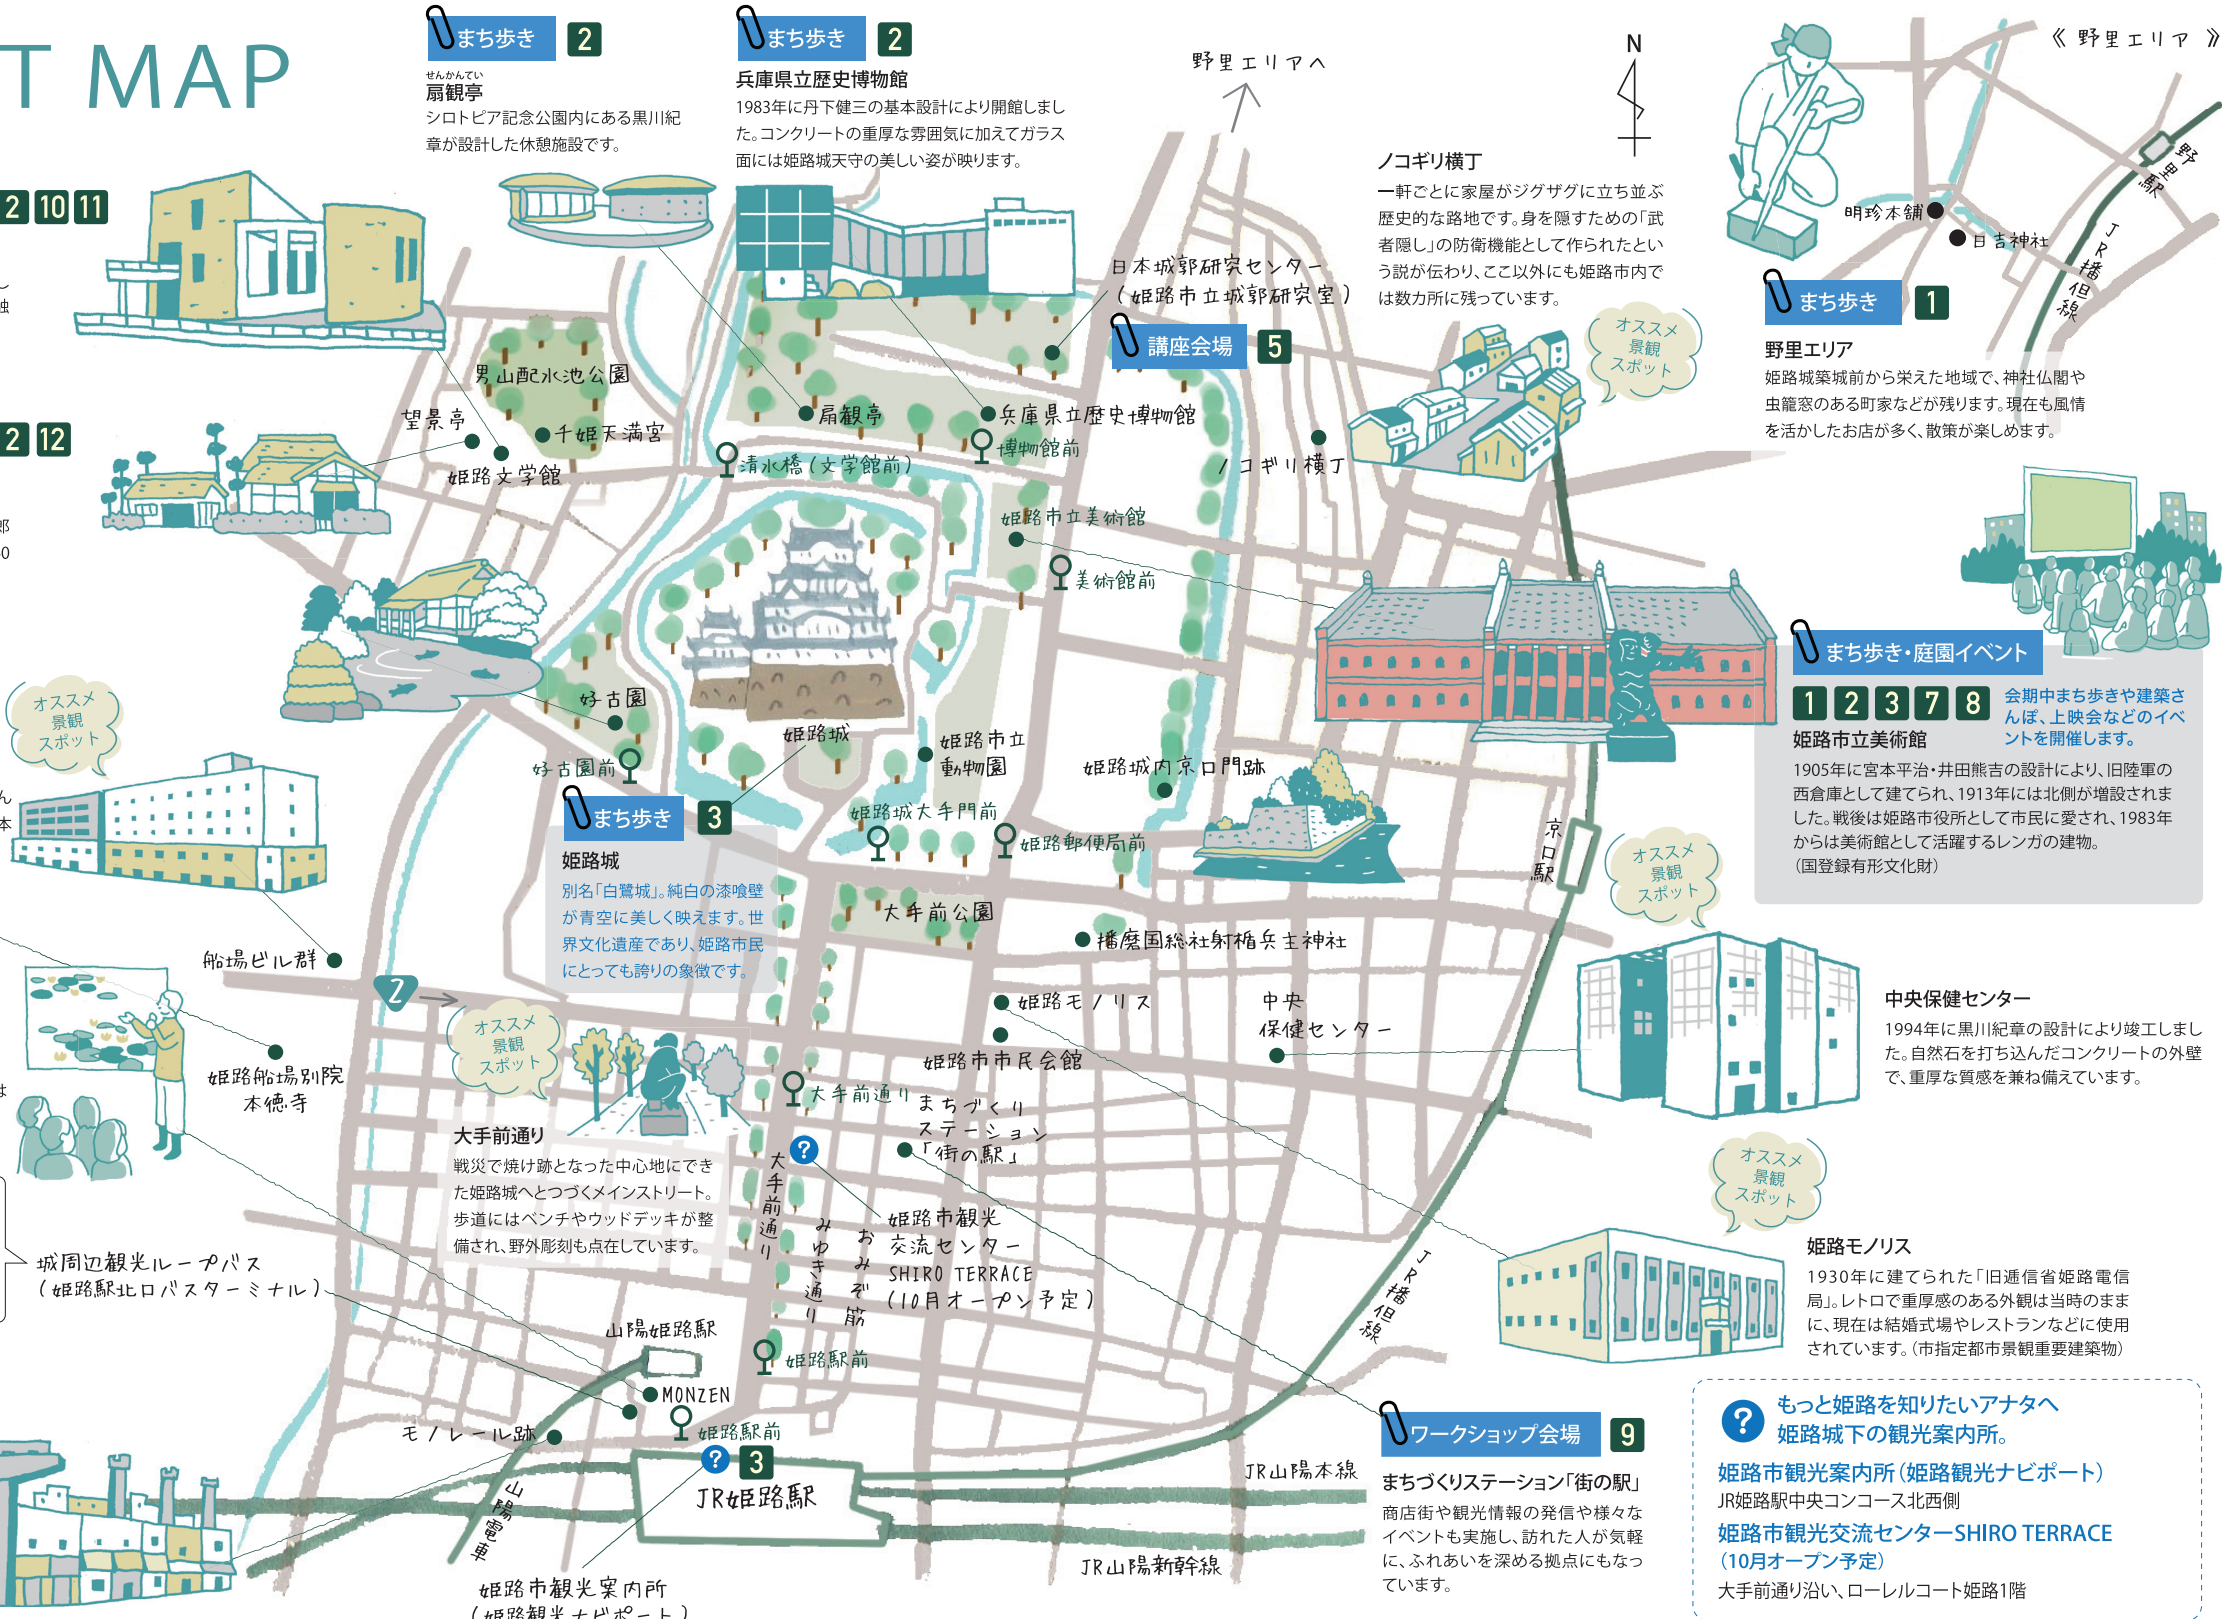 T MAP
まち歩き 2
せんかんてい
扇観亭
シロトピア記念公園内にある黒川紀
章が設計した休憩施設です。
まち歩き 2
兵庫県立歴史博物館
1983年に丹下健三の基本設計により開館しまし
た。コンクリートの重厚な雰囲気に加えてガラス
面には姫路城天守の美しい姿が映ります。
野里エリアへ
N
ノコギリ横丁
一軒ごとに家屋がジグザグに立ち並ぶ
歴史的な路地です。身を隠すための「武
者隠し」の防衛機能として作られたとい
う説が伝わり、ここ以外にも姫路市内で
は数カ所に残っています。
オススメ
景観
スポット
《 野里エリア 》
野里駅
明珍本舗
日吉神社
JR播但線
まち歩き 1
野里エリア
姫路城築城前から栄えた地域で、神社仏閣や
虫籠窓のある町家などが残ります。現在も風情
を活かしたお店が多く、散策が楽しめます。
2 10 11
2 12
日本城郭研究センター
(姫路市立城郭研究室)
講座会場 5
男山配水池公園
望景亭
千姫天満宮
姫路文学館
扇観亭
兵庫県立歴史博物館
博物館前
清水橋(文学館前)
ノコギリ横丁
姫路市立美術館
美術館前
好古園
好古園前
姫路城
姫路市立
動物園
姫路城内京口門跡
姫路城大手門前
姫路郵便局前
京口駅
まち歩き 3
姫路城
別名「白鷺城」。純白の漆喰壁
が青空に美しく映えます。世
界文化遺産であり、姫路市民
にとっても誇りの象徴です。
まち歩き・庭園イベント
1 2 3 7 8
会期中まち歩きや建築さ
んぽ、上映会などのイベ
ントを開催します。
姫路市立美術館
1905年に宮本平治・井田熊吉の設計により、旧陸軍の
西倉庫として建てられ、1913年には北側が増設されま
した。戦後は姫路市役所として市民に愛され、1983年
からは美術館として活躍するレンガの建物。
(国登録有形文化財)
オススメ
景観
スポット
オススメ
景観
スポット
大手前公園
播磨国総社射楯兵主神社
船場ビル群
2
姫路モノリス
姫路市市民会館
中央
保健センター
中央保健センター
1994年に黒川紀章の設計により竣工しまし
た。自然石を打ち込んだコンクリートの外壁
で、重厚な質感を兼ね備えています。
オススメ
景観
スポット
姫路船場別院
本徳寺
大手前通り
戦災で焼け跡となった中心地にでき
た姫路城へとつづくメインストリート。
歩道にはベンチやウッドデッキが整
備され、野外彫刻も点在しています。
大手前通り
まちづくり
ステーション
「街の駅」
?
大手前通り
みゆき通り
おみぞ筋
姫路市観光
交流センター
SHIRO TERRACE
(10月オープン予定)
オススメ
景観
スポット
姫路モノリス
1930年に建てられた「旧逓信省姫路電信
局」。レトロで重厚感のある外観は当時のまま
に、現在は結婚式場やレストランなどに使用
されています。(市指定都市景観重要建築物)
城周辺観光ループバス
(姫路駅北口バスターミナル)
山陽姫路駅
姫路駅前
MONZEN
姫路駅前
モノレール跡
? 3
JR姫路駅
山陽電車
JR播但線
JR山陽本線
JR山陽新幹線
姫路市観光案内所
(姫路観光ナビポート)
ワークショップ会場 9
まちづくりステーション「街の駅」
商店街や観光情報の発信や様々な
イベントも実施し、訪れた人が気軽
に、ふれあいを深める拠点にもなっ
ています。
?
もっと姫路を知りたいアナタへ
姫路城下の観光案内所。
姫路市観光案内所(姫路観光ナビポート)
JR姫路駅中央コンコース北西側
姫路市観光交流センターSHIRO TERRACE
(10月オープン予定)
大手前通り沿い、ローレルコート姫路1階